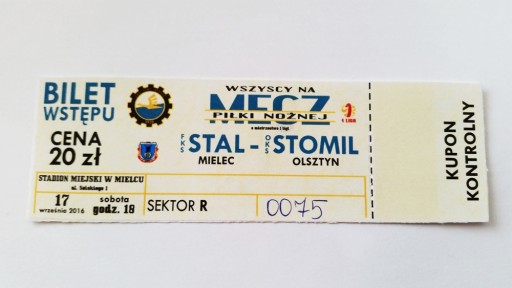 BILET
WSTĘPU
CENA
20 zł
WSZYSCY NA
MECZ
PIŁKI NOŻNEJ
o mistrzostwo I ligi
I LIGA
FKS STAL - OKS STOMIL
MIELEC OLSZTYN
STADION MIEJSKI W MIELCU
ul. Solskiego 1
17 sobota
września 2016 godz. 18
SEKTOR R
0075
KUPON
KONTROLNY